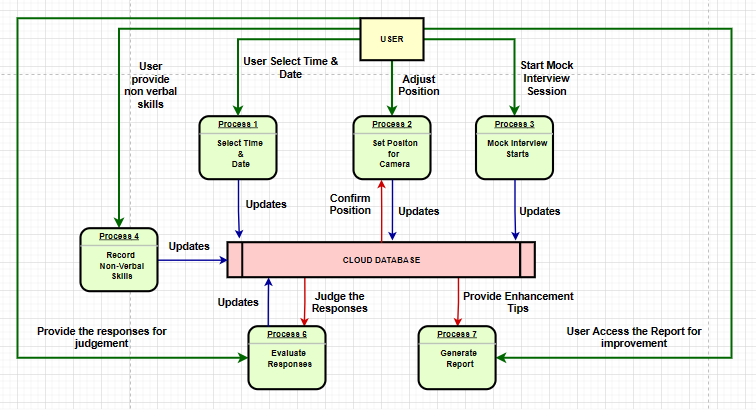 USER
User Select Time &
Date
User
provide
non verbal
skills
Adjust
Position
Start Mock
Interview
Session
Process 1
Select Time
&
Date
Process 2
Set Positon
for
Camera
Process 3
Mock Interview
Starts
Updates
Confirm
Position
Updates
Updates
Process 4
Record
Non-Verbal
Skills
Updates
CLOUD DATABASE
Updates
Judge the
Responses
Provide Enhancement
Tips
Provide the responses for
judgement
Process 6
Evaluate
Responses
Process 7
Generate
Report
User Access the Report for
improvement